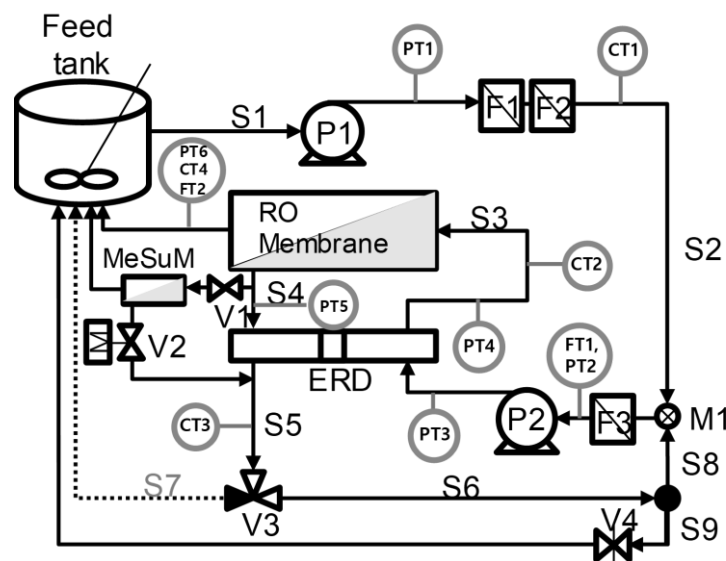 Feed
tank
PT1
CT1
S1
P1
F1
F2
PT6
CT4
FT2
RO
Membrane
S3
S2
MeSuM
V1
S4
PT5
CT2
M
V2
ERD
PT4
FT1,
PT2
CT3
S5
PT3
P2
F3
M1
S8
S7
V3
S6
V4
S9